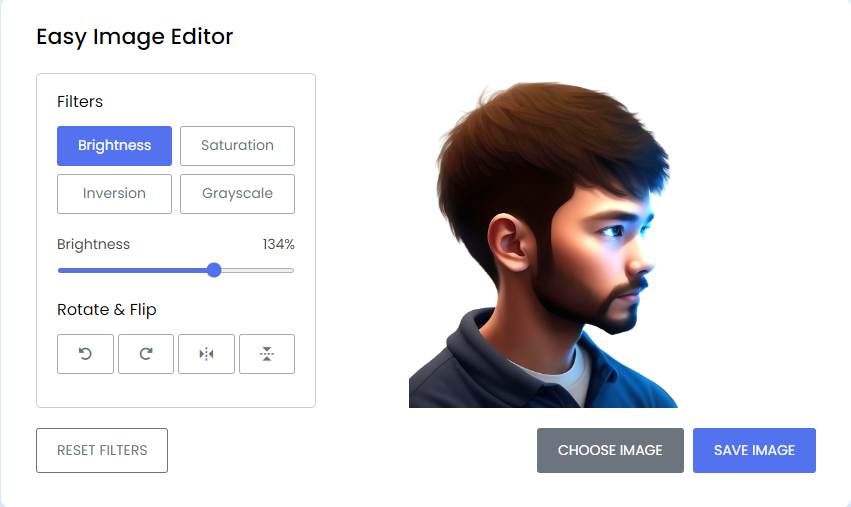 Easy Image Editor
Filters
Brightness Saturation
Inversion Grayscale
Brightness 134%
Rotate & Flip
RESET FILTERS CHOOSE IMAGE SAVE IMAGE